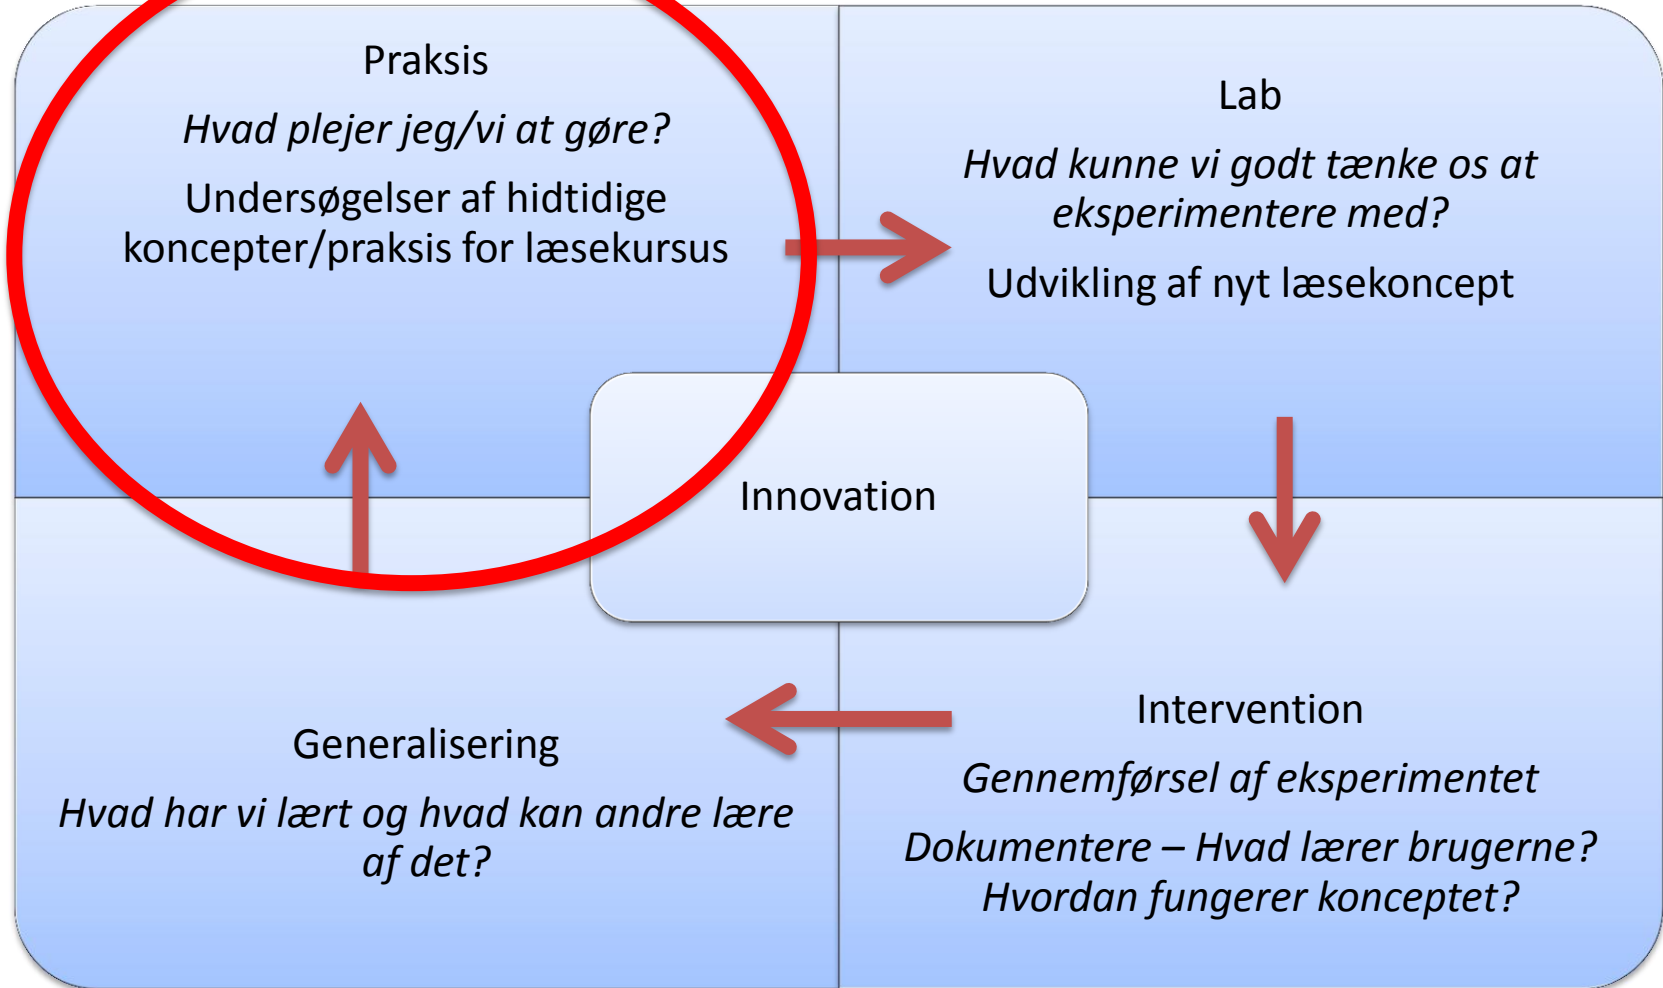 Praksis
Hvad plejer jeg/vi at gøre?
Undersøgelser af hidtidige
koncepter/praksis for læsekursus
Lab
Hvad kunne vi godt tænke os at
eksperimentere med?
Udvikling af nyt læsekoncept
Innovation
Generalisering
Hvad har vi lært og hvad kan andre lære
af det?
Intervention
Gennemførsel af eksperimentet
Dokumentere – Hvad lærer brugerne?
Hvordan fungerer konceptet?